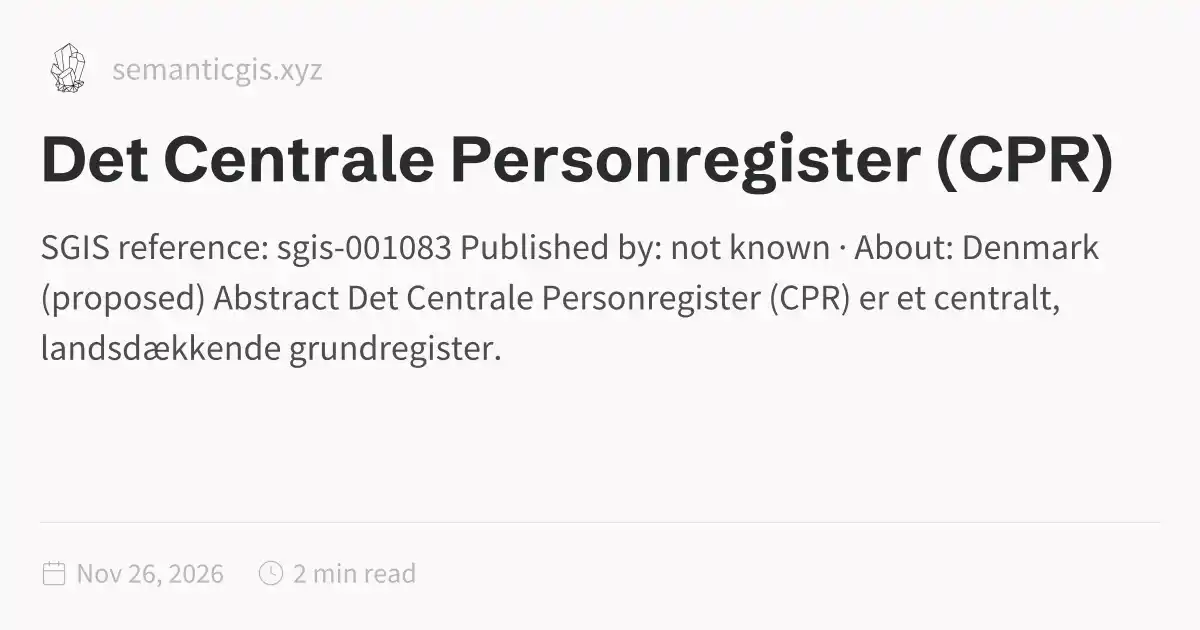 semanticgis.xyz
Det Centrale Personregister (CPR)
SGIS reference: sgis-001083 Published by: not known · About: Denmark
(proposed) Abstract Det Centrale Personregister (CPR) er et centralt,
landsdækkende grundregister.
Nov 26, 2026 2 min read